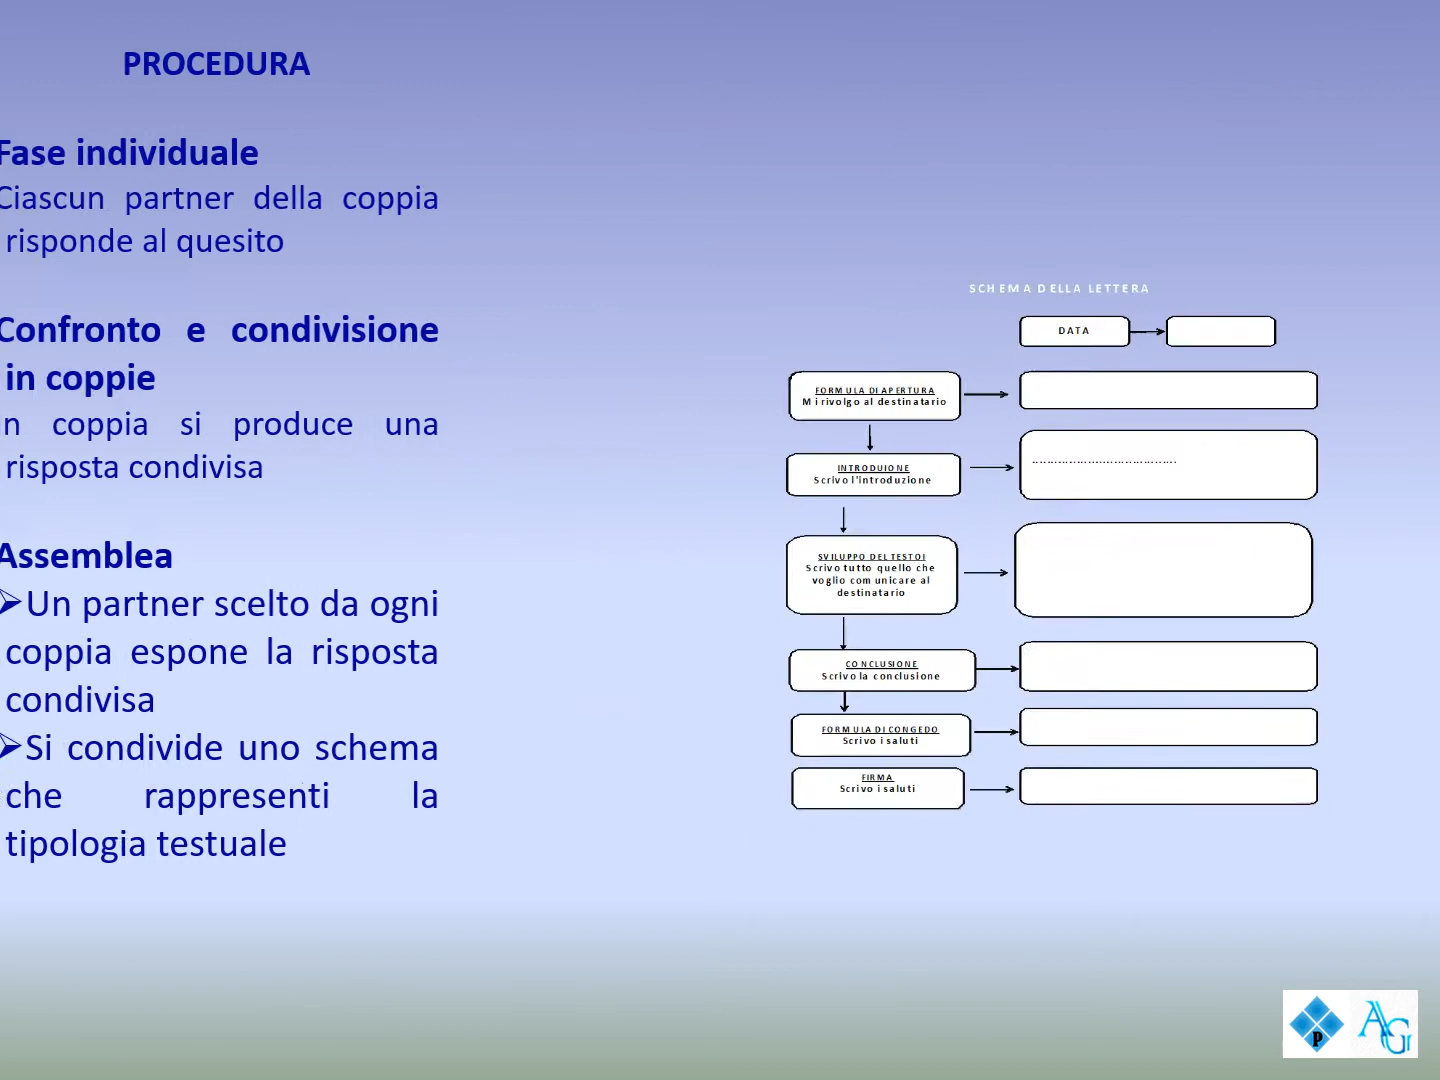 PROCEDURA
Fase individuale
Ciascun partner della coppia
risponde al quesito
Confronto e condivisione
in coppie
n coppia si produce una
risposta condivisa
Assemblea
➢Un partner scelto da ogni
coppia espone la risposta
condivisa
➢Si condivide uno schema
che rappresenti la
tipologia testuale
SCHEMA DELLA LETTERA
DATA
FORMULA DI APERTURA
Mi rivolgo al destinatario
INTRODUIONE
Scrivo l'introduzione
......................................
SVILUPPO DEL TESTOI
Scrivo tutto quello che
voglio comunicare al
destinatario
CONCLUSIONE
Scrivo la conclusione
FORMULA DI CONGEDO
Scrivo i saluti
FIRMA
Scrivo i saluti
P AG